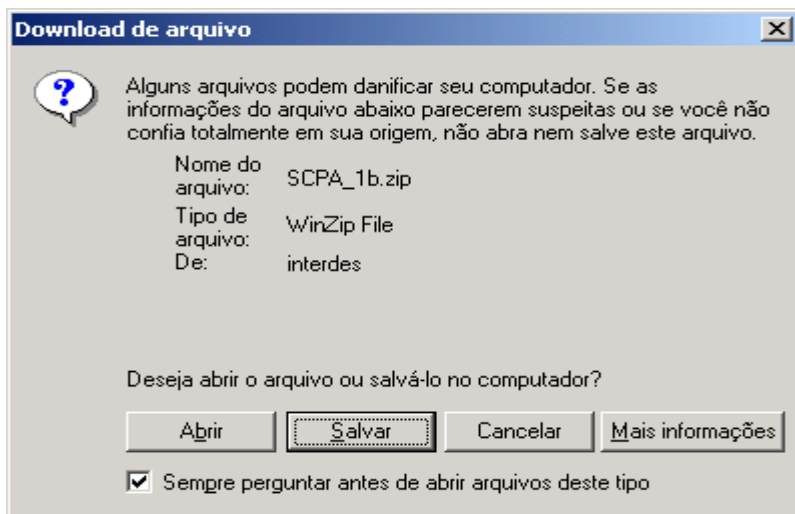 Download de arquivo
Alguns arquivos podem danificar seu computador. Se as
informações do arquivo abaixo parecerem suspeitas ou se você não
confia totalmente em sua origem, não abra nem salve este arquivo.
Nome do
arquivo: SCPA_1b.zip
Tipo de
arquivo: WinZip File
De: interdes
Deseja abrir o arquivo ou salvá-lo no computador?
Abrir Salvar Cancelar Mais informações
Sempre perguntar antes de abrir arquivos deste tipo